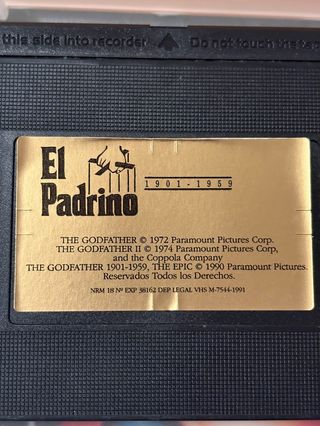 this side into recorder ▲ Do not touch the tap
El
Padrino
1901-1959
THE GODFATHER © 1972 Paramount Pictures Corp.
THE GODFATHER II © 1974 Paramount Pictures Corp,
and the Coppola Company
THE GODFATHER 1901-1959, THE EPIC © 1990 Paramount Pictures.
Reservados Todos los Derechos.
NRM 18 Nº EXP 38162 DEP LEGAL VHS M-7544-1991